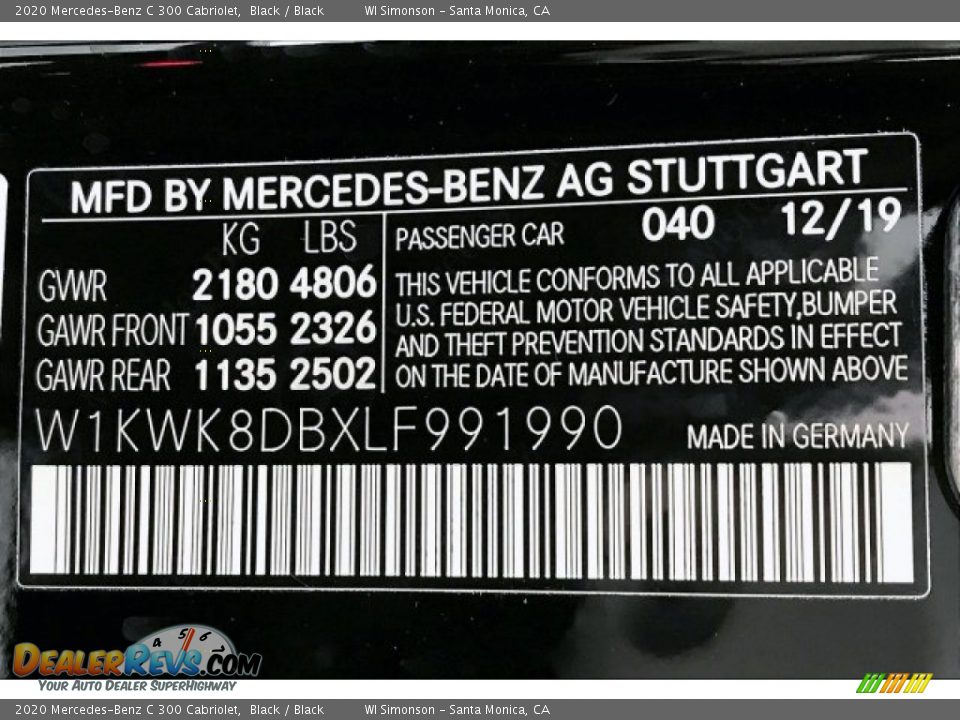 2020 Mercedes-Benz C 300 Cabriolet, Black / Black WI Simonson - Santa Monica, CA
MFD BY MERCEDES-BENZ AG STUTTGART
KG LBS PASSENGER CAR 040 12/19
GVWR 2180 4806
GAWR FRONT 1055 2326
GAWR REAR 1135 2502
THIS VEHICLE CONFORMS TO ALL APPLICABLE
U.S. FEDERAL MOTOR VEHICLE SAFETY,BUMPER
AND THEFT PREVENTION STANDARDS IN EFFECT
ON THE DATE OF MANUFACTURE SHOWN ABOVE
W1KWK8DBXLF991990 MADE IN GERMANY
4 5 6
DEALERREVS.COM
YOUR AUTO DEALER SUPERHIGHWAY
2020 Mercedes-Benz C 300 Cabriolet, Black / Black WI Simonson - Santa Monica, CA